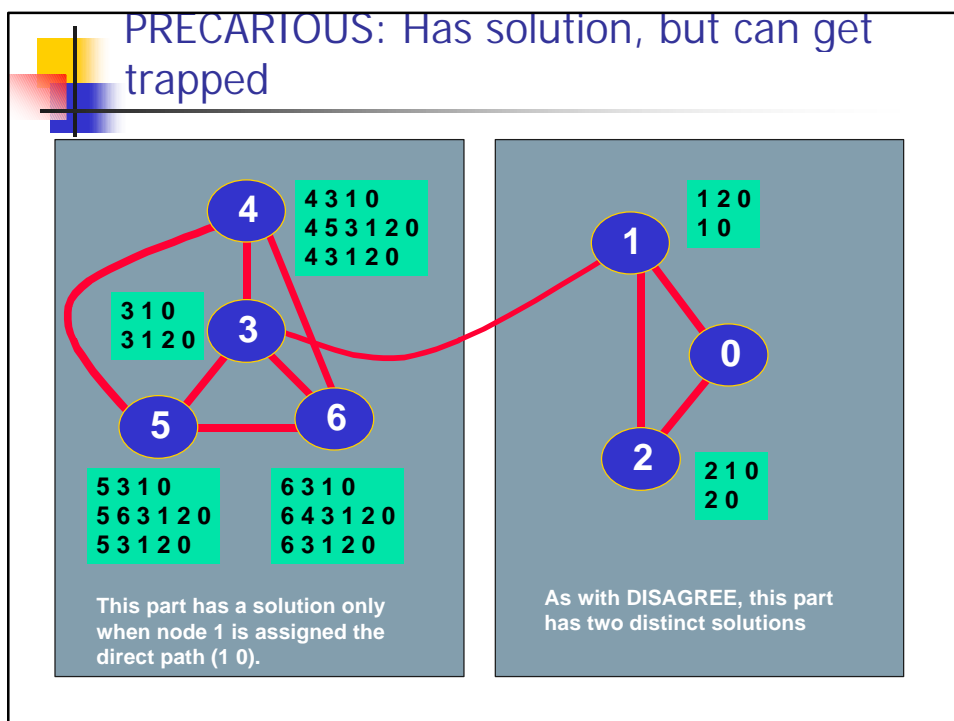 PRECARIOUS: Has solution, but can get
trapped
4
4 3 1 0
4 5 3 1 2 0
4 3 1 2 0
3 1 0
3 1 2 0
3
5
6
5 3 1 0
5 6 3 1 2 0
5 3 1 2 0
6 3 1 0
6 4 3 1 2 0
6 3 1 2 0
This part has a solution only
when node 1 is assigned the
direct path (1 0).
1
1 2 0
1 0
0
2
2 1 0
2 0
As with DISAGREE, this part
has two distinct solutions